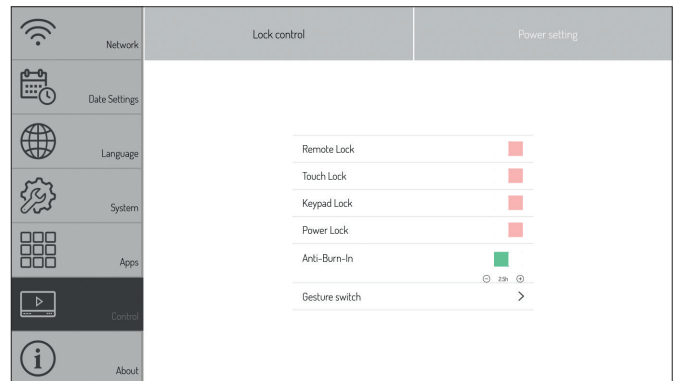 Network
Lock control
Power setting
Date Settings
Language
Remote Lock
Touch Lock
System
Keypad Lock
Power Lock
Apps
Anti-Burn-In
2.5h
Gesture switch
Control
About